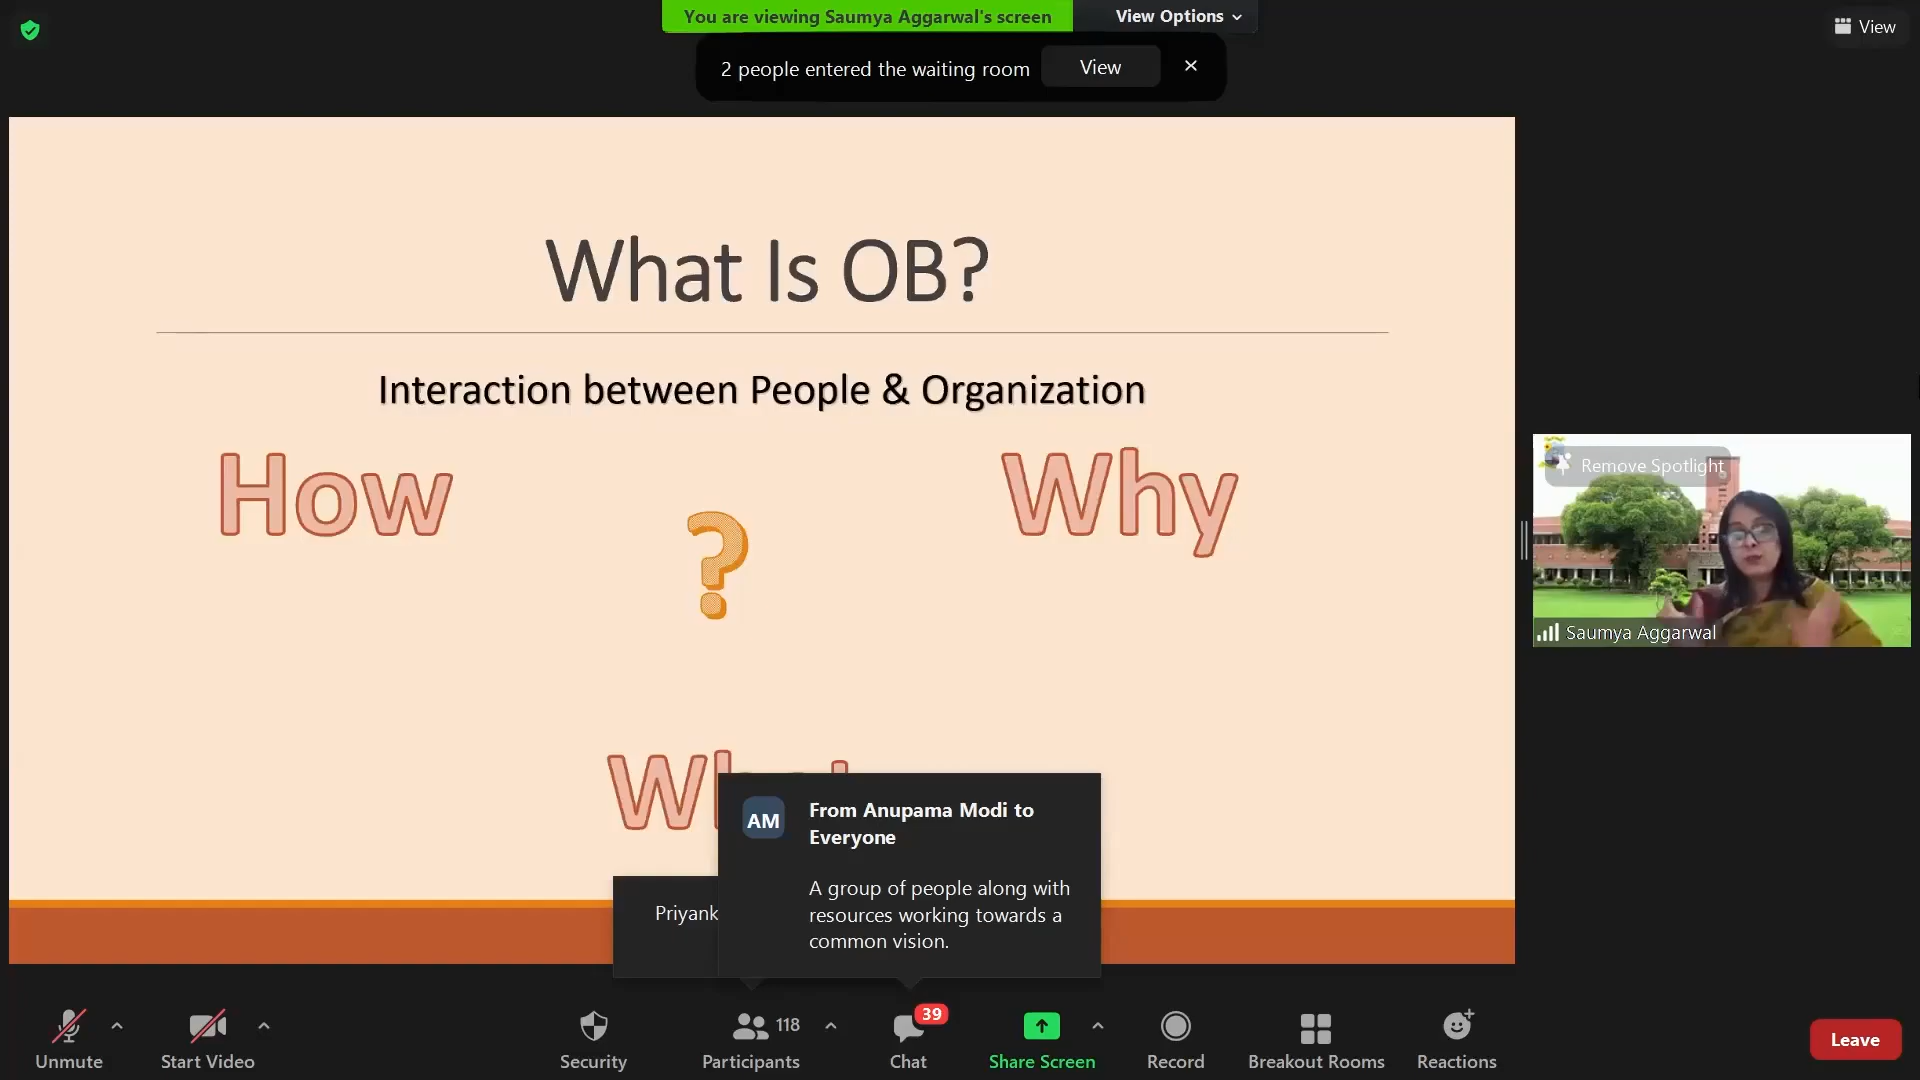 You are viewing Saumya Aggarwal's screen
View Options
View
2 people entered the waiting room
View
What Is OB?
Interaction between People & Organization
How
Why
?
Remove Spotlight
Saumya Aggarwal
From Anupama Modi to
Everyone
AM
A group of people along with
resources working towards a
common vision.
Priyank
118
39
Unmute
Start Video
Security
Participants
Chat
Share Screen
Record
Breakout Rooms
Reactions
Leave